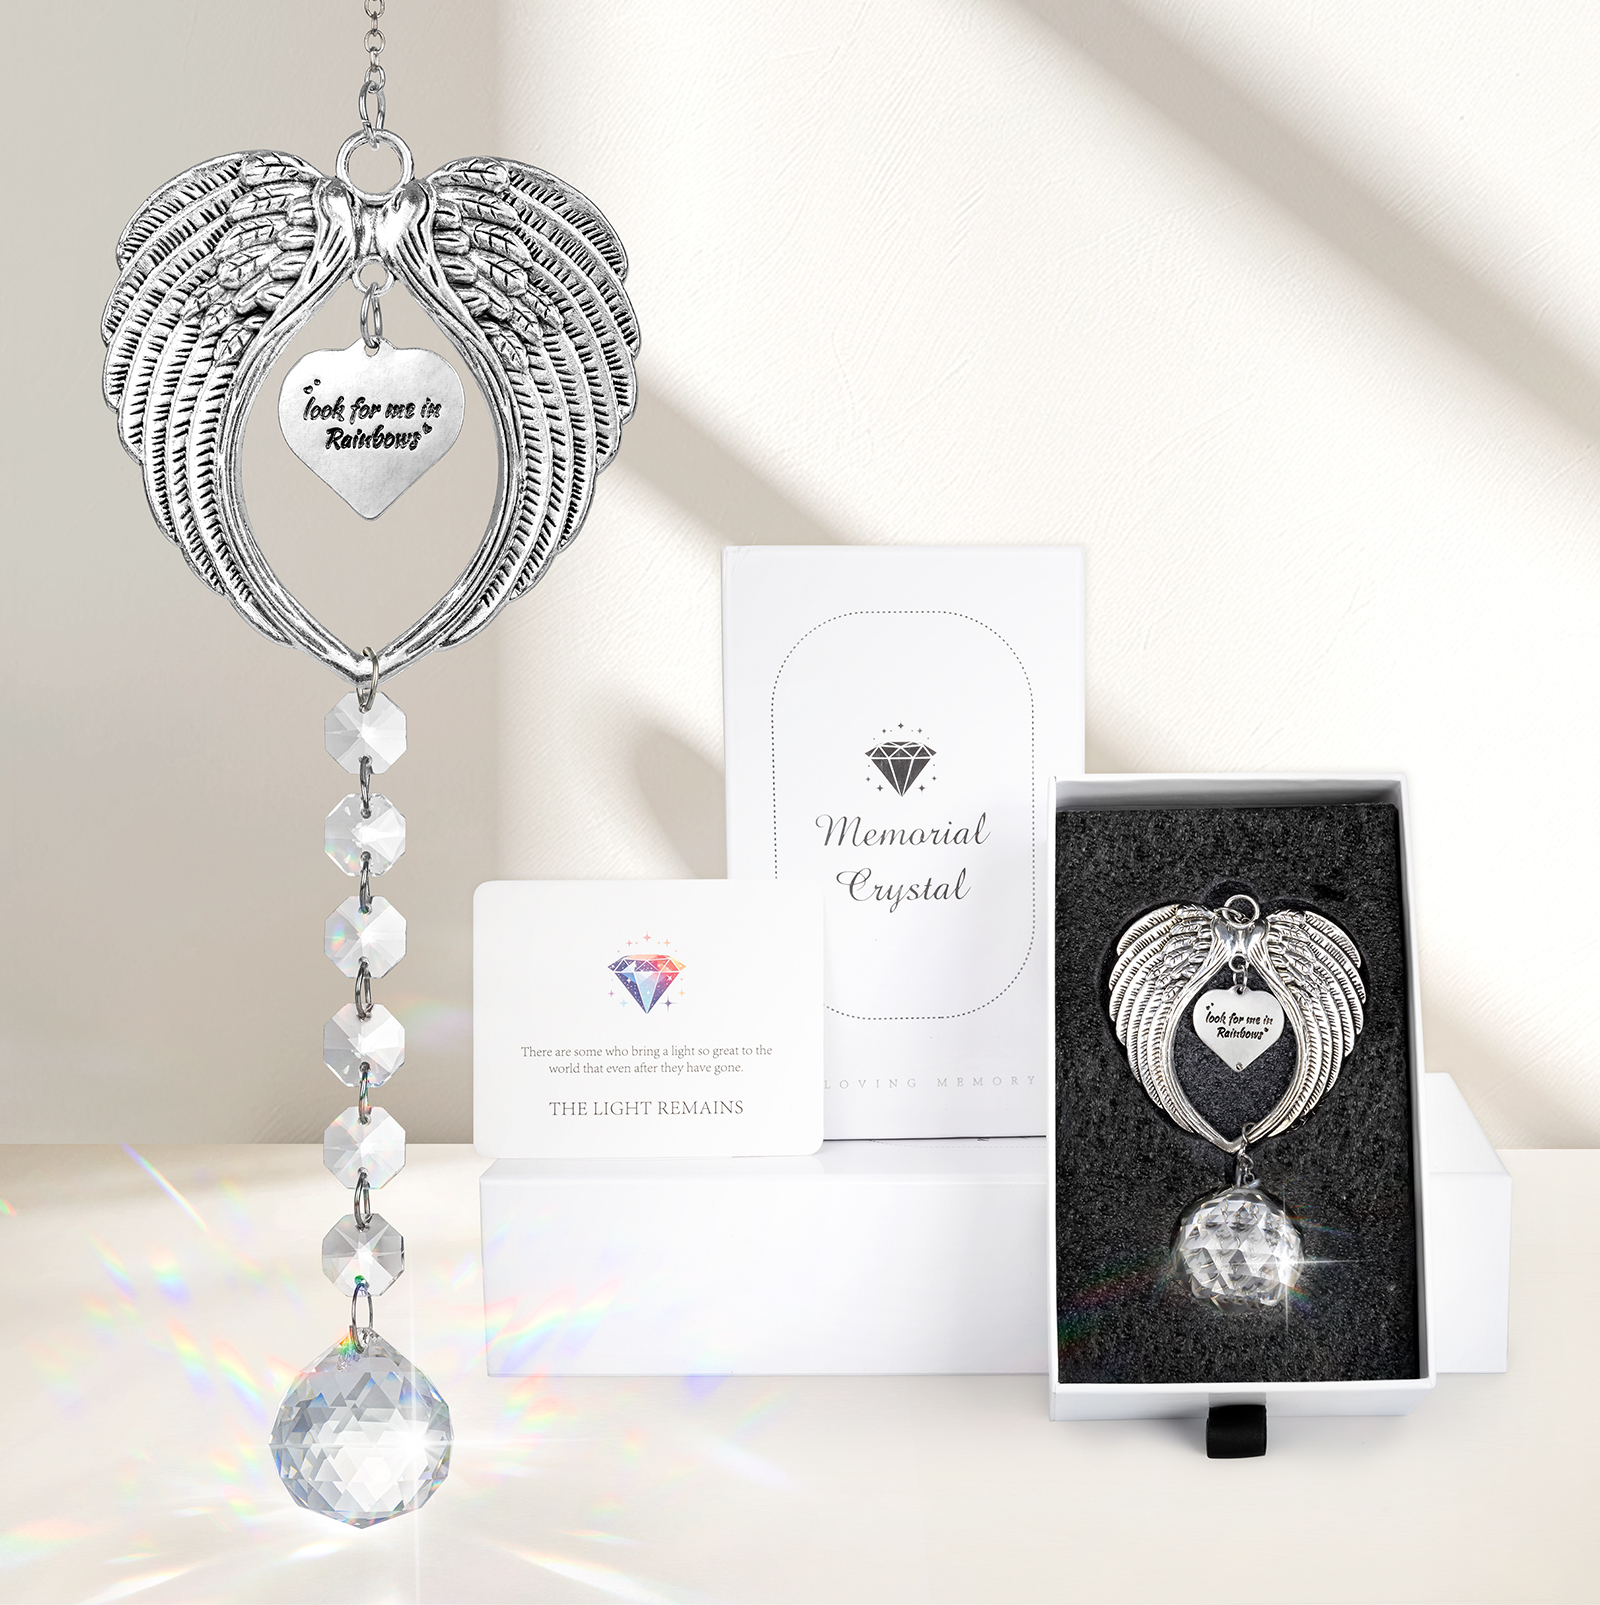 look for me in
Rainbows
Memorial
Crystal
There are some who bring a light so great to the
world that even after they have gone.
THE LIGHT REMAINS
LOVING MEMORY
look for me in
Rainbows